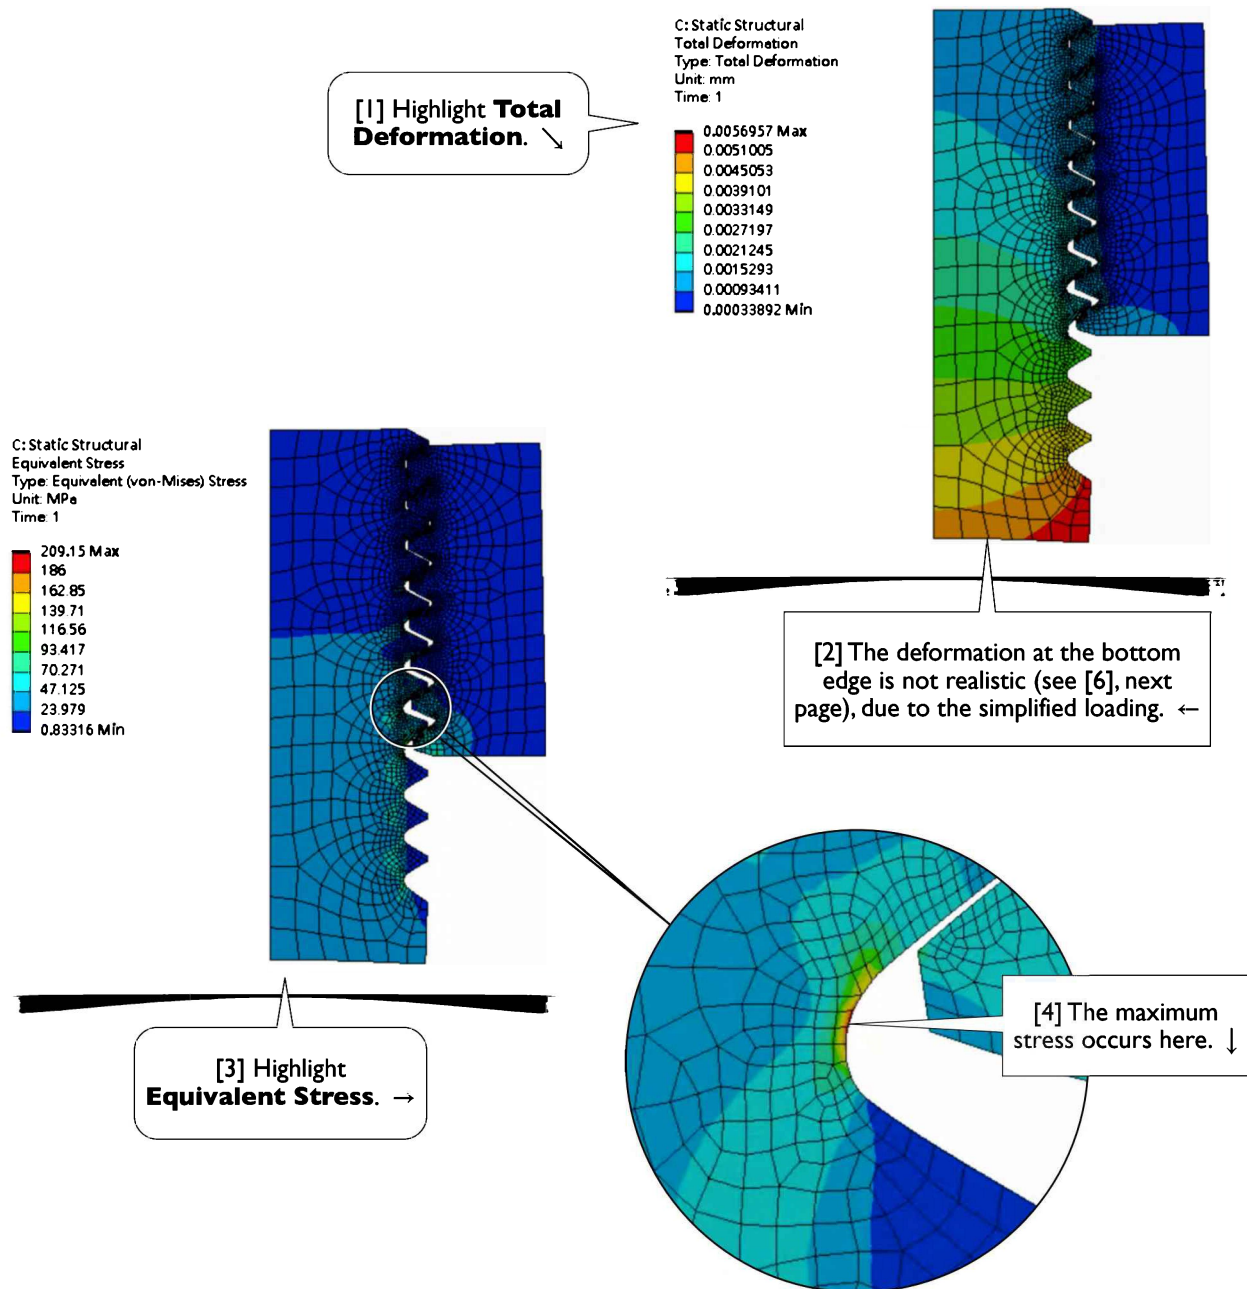 C: Static Structural
Total Deformation
Type: Total Deformation
Unit: mm
Time: 1
0.0056957 Max
0.0051005
0.0045053
0.0039101
0.0033149
0.0027197
0.0021245
0.0015293
0.00093411
0.00033892 Min
[1] Highlight Total
Deformation. ↘
[2] The deformation at the bottom
edge is not realistic (see [6], next
page), due to the simplified loading. ←
C: Static Structural
Equivalent Stress
Type: Equivalent (von-Mises) Stress
Unit: MPa
Time: 1
209.15 Max
186
162.85
139.71
116.56
93.417
70.271
47.125
23.979
0.83316 Min
[3] Highlight
Equivalent Stress. →
[4] The maximum
stress occurs here. ↓